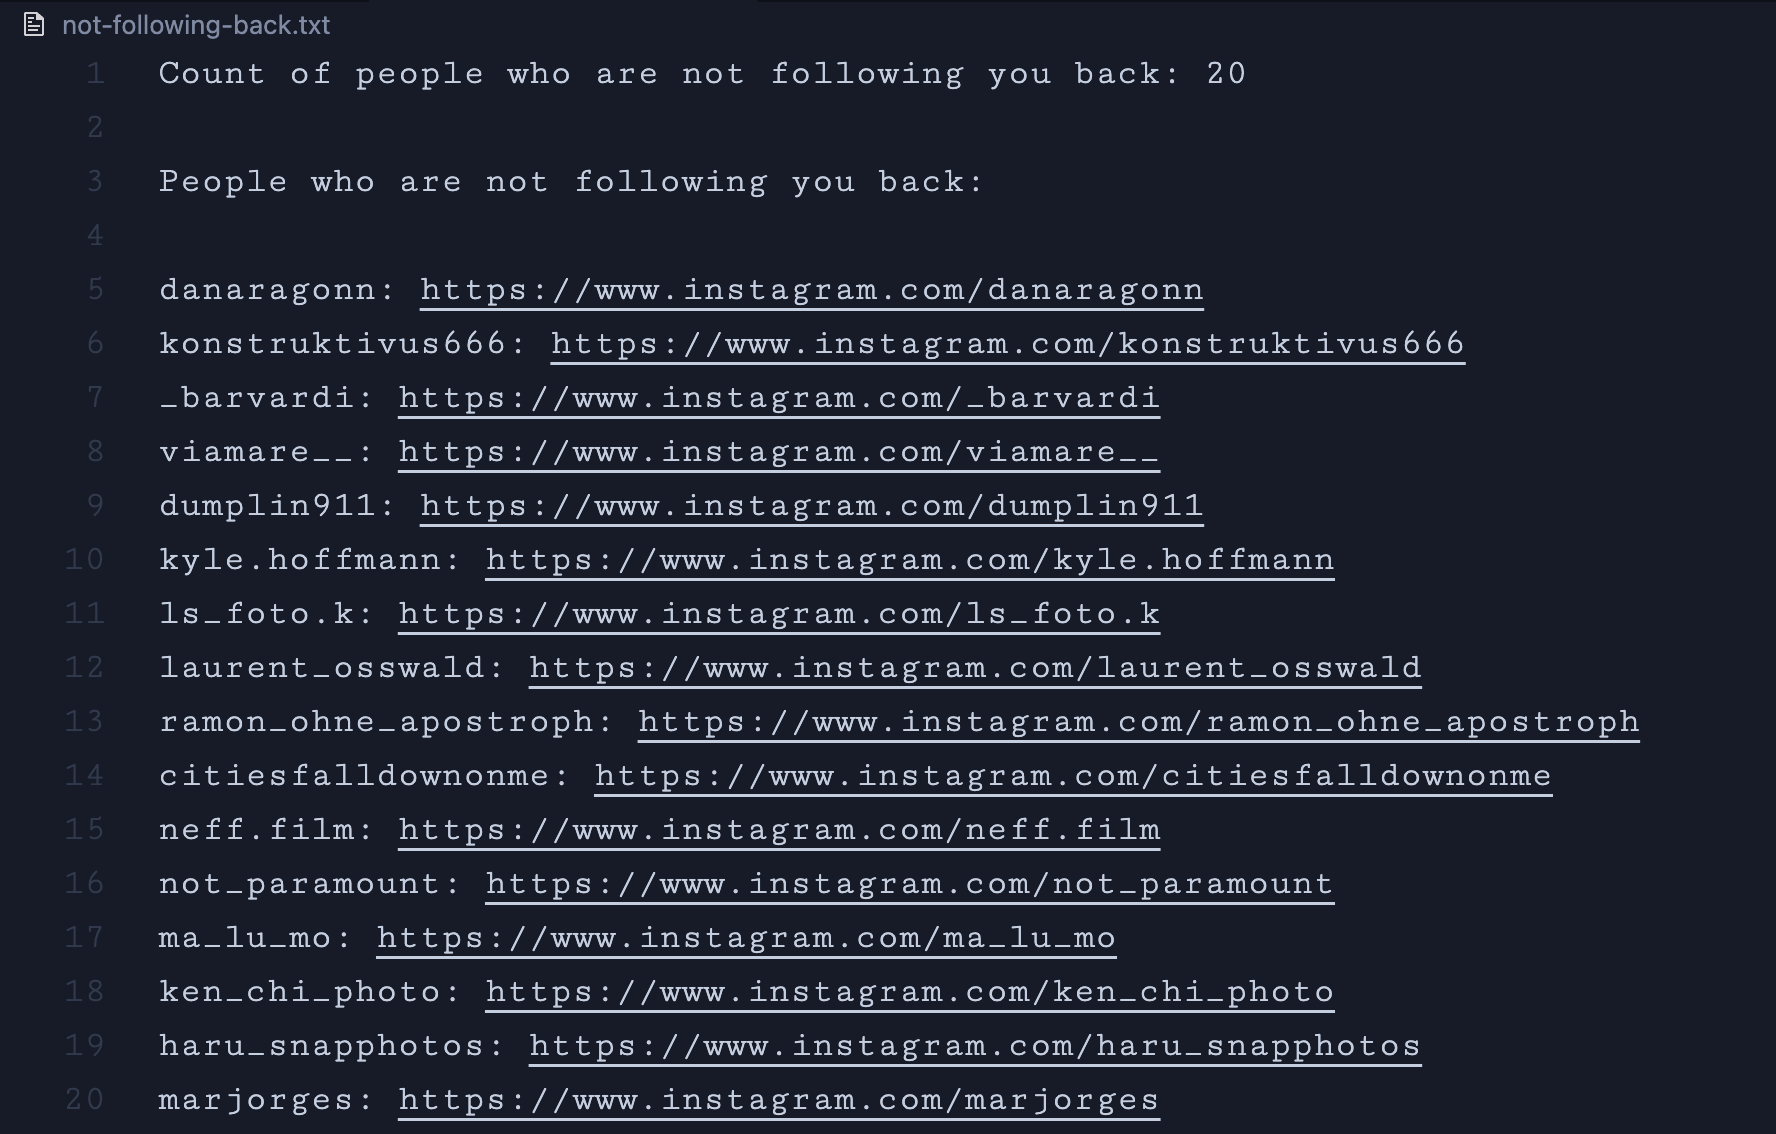 not-following-back.txt
1 Count of people who are not following you back: 20
2
3 People who are not following you back:
4
5 danaragonn: https://www.instagram.com/danaragonn
6 konstruktivus666: https://www.instagram.com/konstruktivus666
7 _barvardi: https://www.instagram.com/_barvardi
8 viamare__: https://www.instagram.com/viamare__
9 dumplin911: https://www.instagram.com/dumplin911
10 kyle.hoffmann: https://www.instagram.com/kyle.hoffmann
11 ls_foto.k: https://www.instagram.com/ls_foto.k
12 laurent_osswald: https://www.instagram.com/laurent_osswald
13 ramon_ohne_apostroph: https://www.instagram.com/ramon_ohne_apostroph
14 citiesfalldownonme: https://www.instagram.com/citiesfalldownonme
15 neff.film: https://www.instagram.com/neff.film
16 not_paramount: https://www.instagram.com/not_paramount
17 ma_lu_mo: https://www.instagram.com/ma_lu_mo
18 ken_chi_photo: https://www.instagram.com/ken_chi_photo
19 haru_snapphotos: https://www.instagram.com/haru_snapphotos
20 marjorges: https://www.instagram.com/marjorges